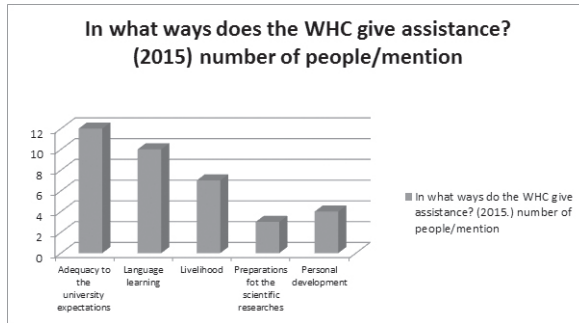 In what ways does the WHC give assistance?
(2015) number of people/mention
12
10
8
6
4
2
0
Adequacy to
the
university
expectations
Language
learning
Livelihood
Preparations
fot the
scientific
researches
Personal
development
In what ways do the WHC give
assistance? (2015.) number of
people/mention